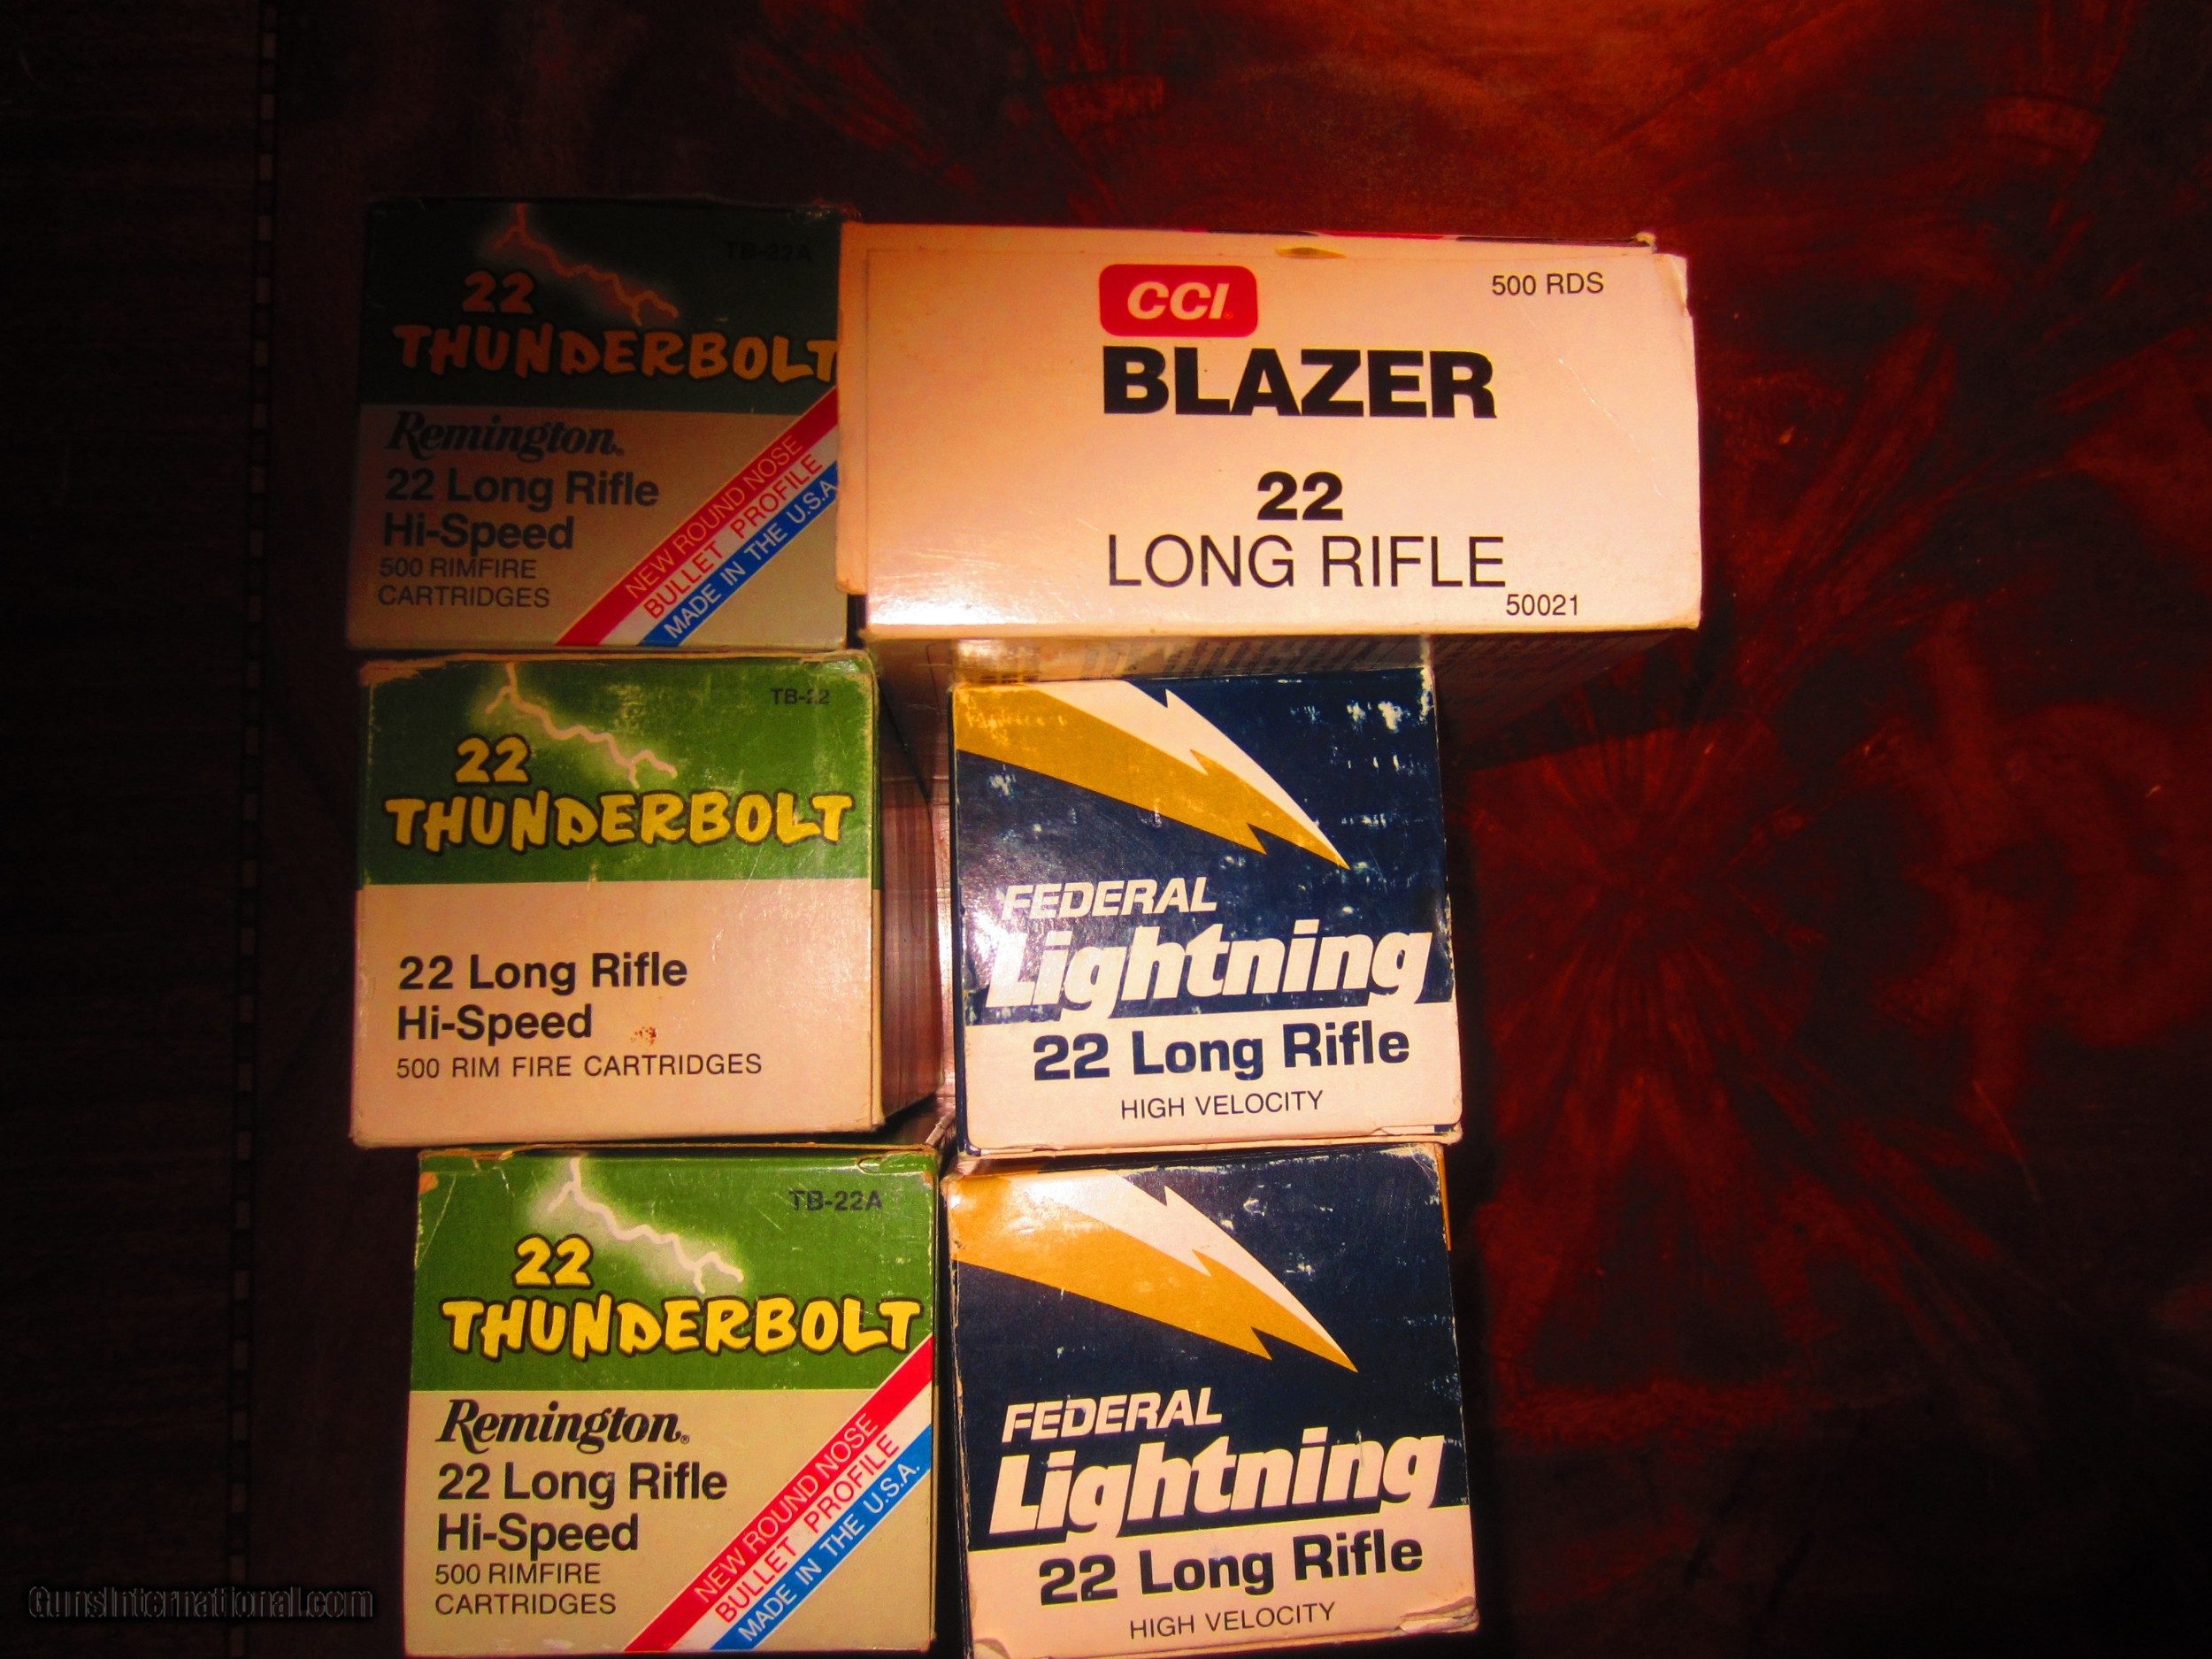 TB-22A
22
THUNDERBOLT
Remington.
22 Long Rifle
Hi-Speed
500 RIMFIRE
CARTRIDGES
NEW ROUND NOSE
BULLET PROFILE
MADE IN THE U.S.A.
CCI
500 RDS
BLAZER
22
LONG RIFLE
50021
TB-22
22
THUNDERBOLT
22 Long Rifle
Hi-Speed
500 RIM FIRE CARTRIDGES
FEDERAL
Lightning
22 Long Rifle
HIGH VELOCITY
TB-22A
22
THUNDERBOLT
Remington®
22 Long Rifle
Hi-Speed
500 RIMFIRE
CARTRIDGES
NEW ROUND NOSE
BULLET PROFILE
MADE IN THE U.S.A.
FEDERAL
Lightning
22 Long Rifle
HIGH VELOCITY
GunsInternational.com